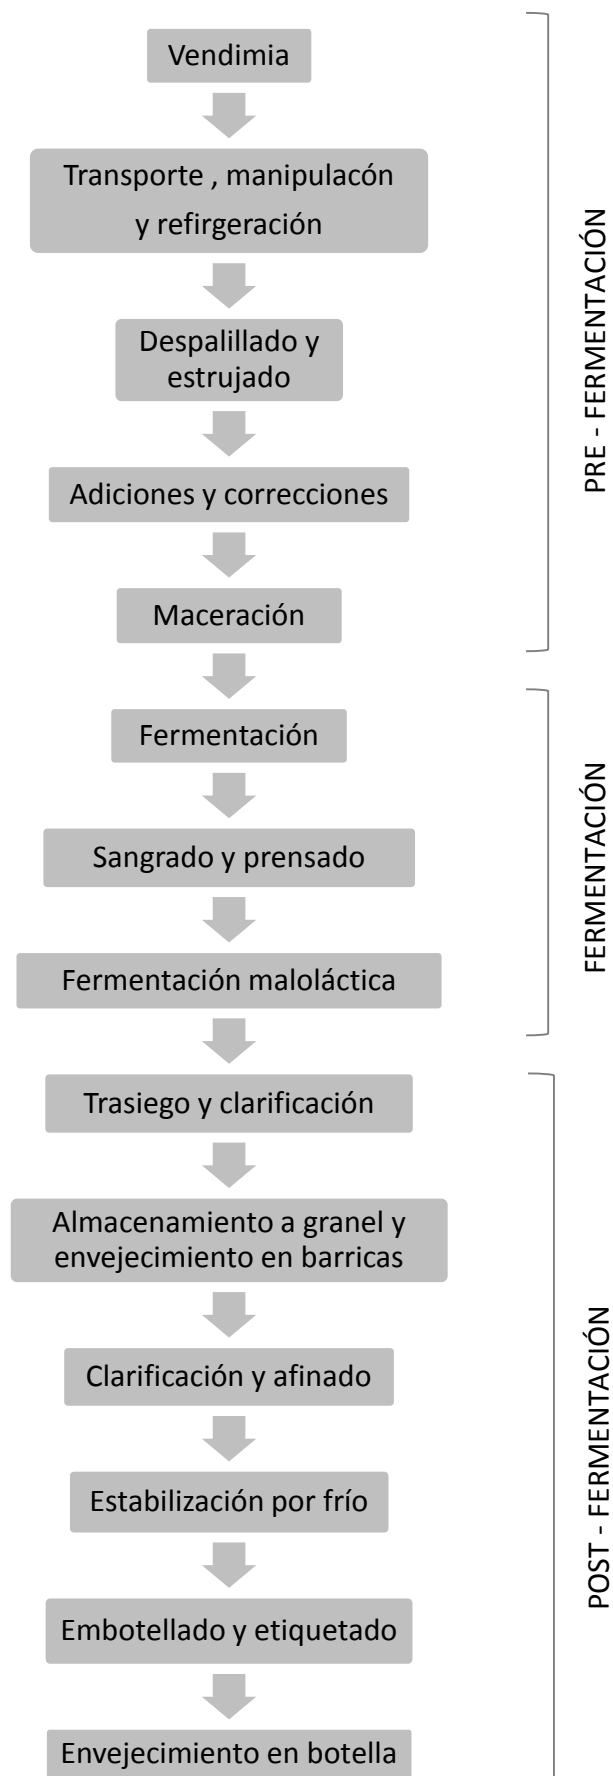 Vendimia
Transporte , manipulacón
y refirgeración
Despalillado y
estrujado
Adiciones y correcciones
Maceración
PRE - FERMENTACIÓN
Fermentación
Sangrado y prensado
Fermentación maloláctica
FERMENTACIÓN
Trasiego y clarificación
Almacenamiento a granel y
envejecimiento en barricas
Clarificación y afinado
Estabilización por frío
Embotellado y etiquetado
Envejecimiento en botella
POST - FERMENTACIÓN